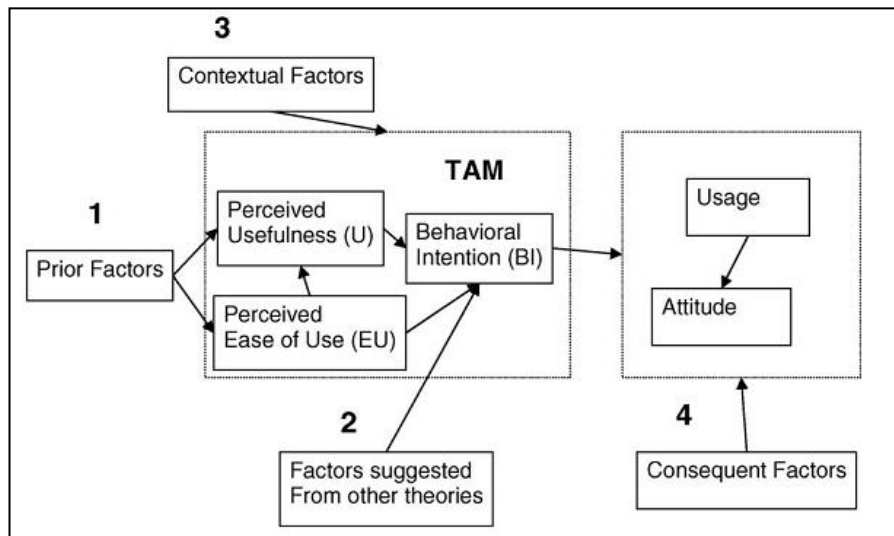 3
Contextual Factors
TAM
1
Perceived
Usefulness (U)
Behavioral
Intention (BI)
Usage
Prior Factors
Perceived
Ease of Use (EU)
Attitude
2
4
Factors suggested
From other theories
Consequent Factors